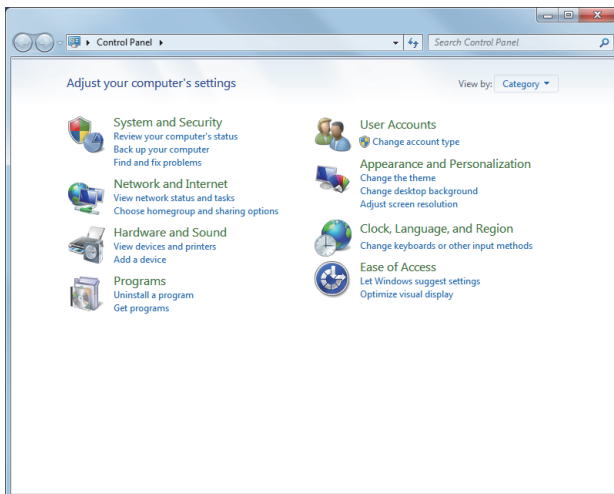 Control Panel
Search Control Panel
Adjust your computer's settings
View by: Category
System and Security
Review your computer's status
Back up your computer
Find and fix problems
Network and Internet
View network status and tasks
Choose homegroup and sharing options
Hardware and Sound
View devices and printers
Add a device
Programs
Uninstall a program
Get programs
User Accounts
Change account type
Appearance and Personalization
Change the theme
Change desktop background
Adjust screen resolution
Clock, Language, and Region
Change keyboards or other input methods
Ease of Access
Let Windows suggest settings
Optimize visual display